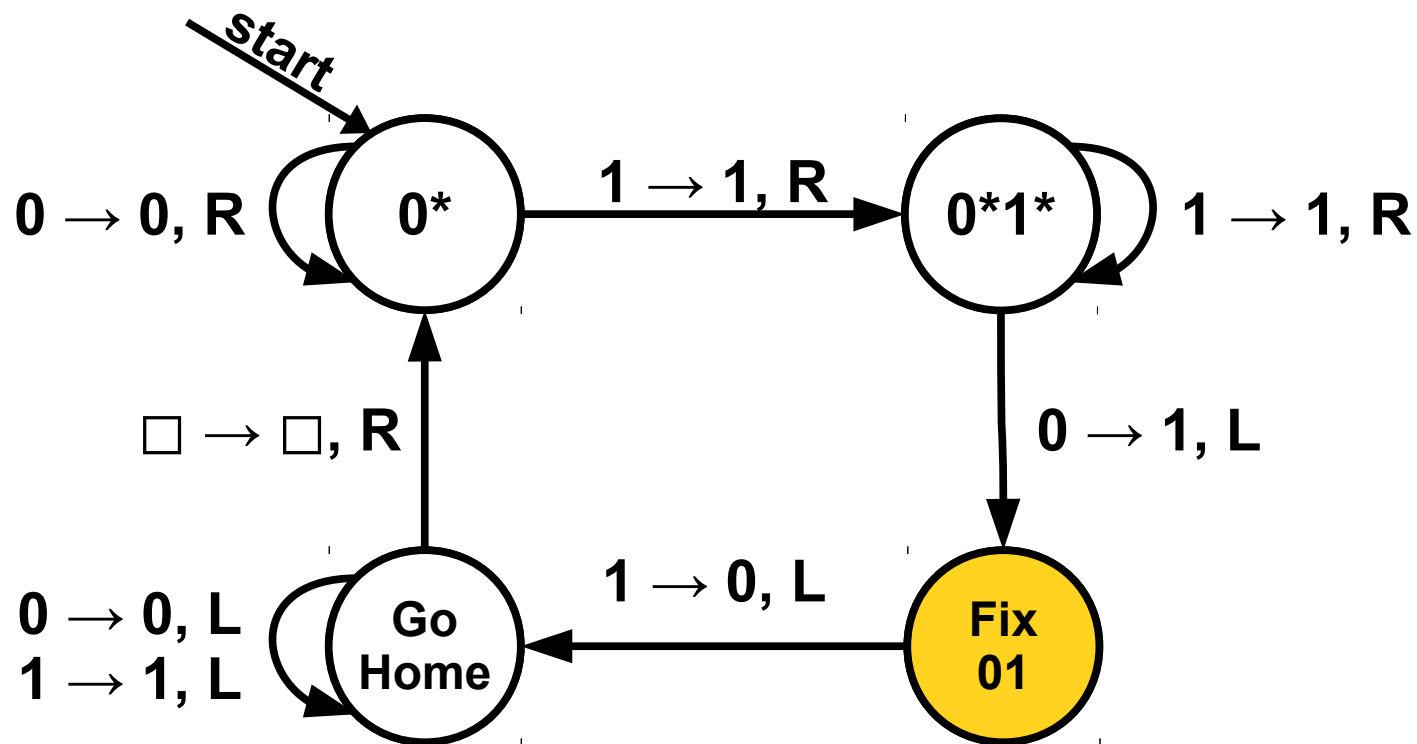 start
0 → 0, R
0*
1 → 1, R
0*1*
1 → 1, R
□ → □, R
0 → 1, L
0 → 0, L
1 → 1, L
Go
Home
1 → 0, L
Fix
01